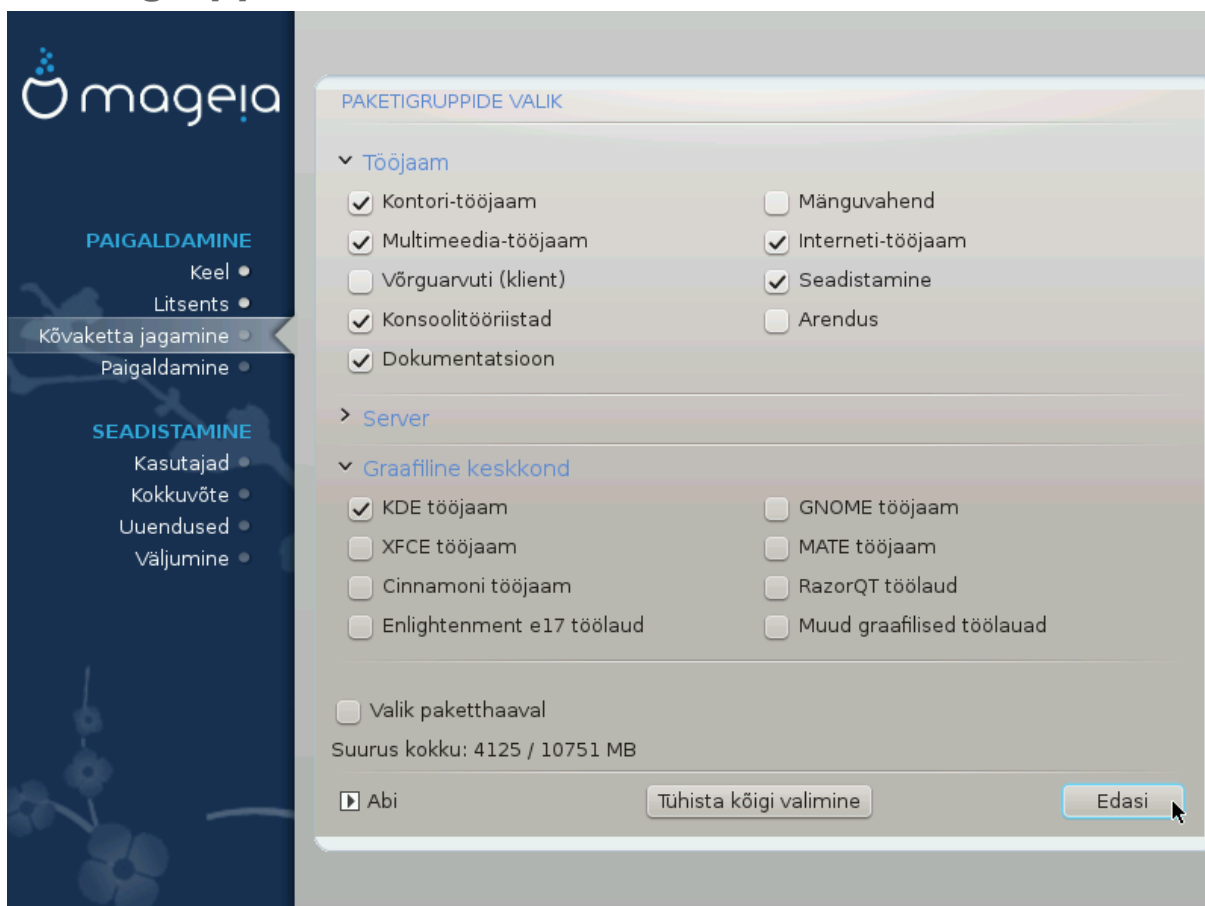 mageia
PAIGALDAMINE
Keel
Litsents
Kõvaketta jagamine
Paigaldamine
SEADISTAMINE
Kasutajad
Kokkuvõte
Uuendused
Väljumine
PAKETIGRUPPIDE VALIK
Tööjaam
Kontori-tööjaam
Mänguvahend
Multimeedia-tööjaam
Interneti-tööjaam
Võrguarvuti (klient)
Seadistamine
Konsoolitööriistad
Arendus
Dokumentatsioon
Server
Graafiline keskkond
KDE tööjaam
GNOME tööjaam
XFCE tööjaam
MATE tööjaam
Cinnamoni tööjaam
RazorQT töölaud
Enlightenment e17 töölaud
Muud graafilised töölauad
Valik paketthaaval
Suurus kokku: 4125 / 10751 MB
Abi
Tühista kõigi valimine
Edasi